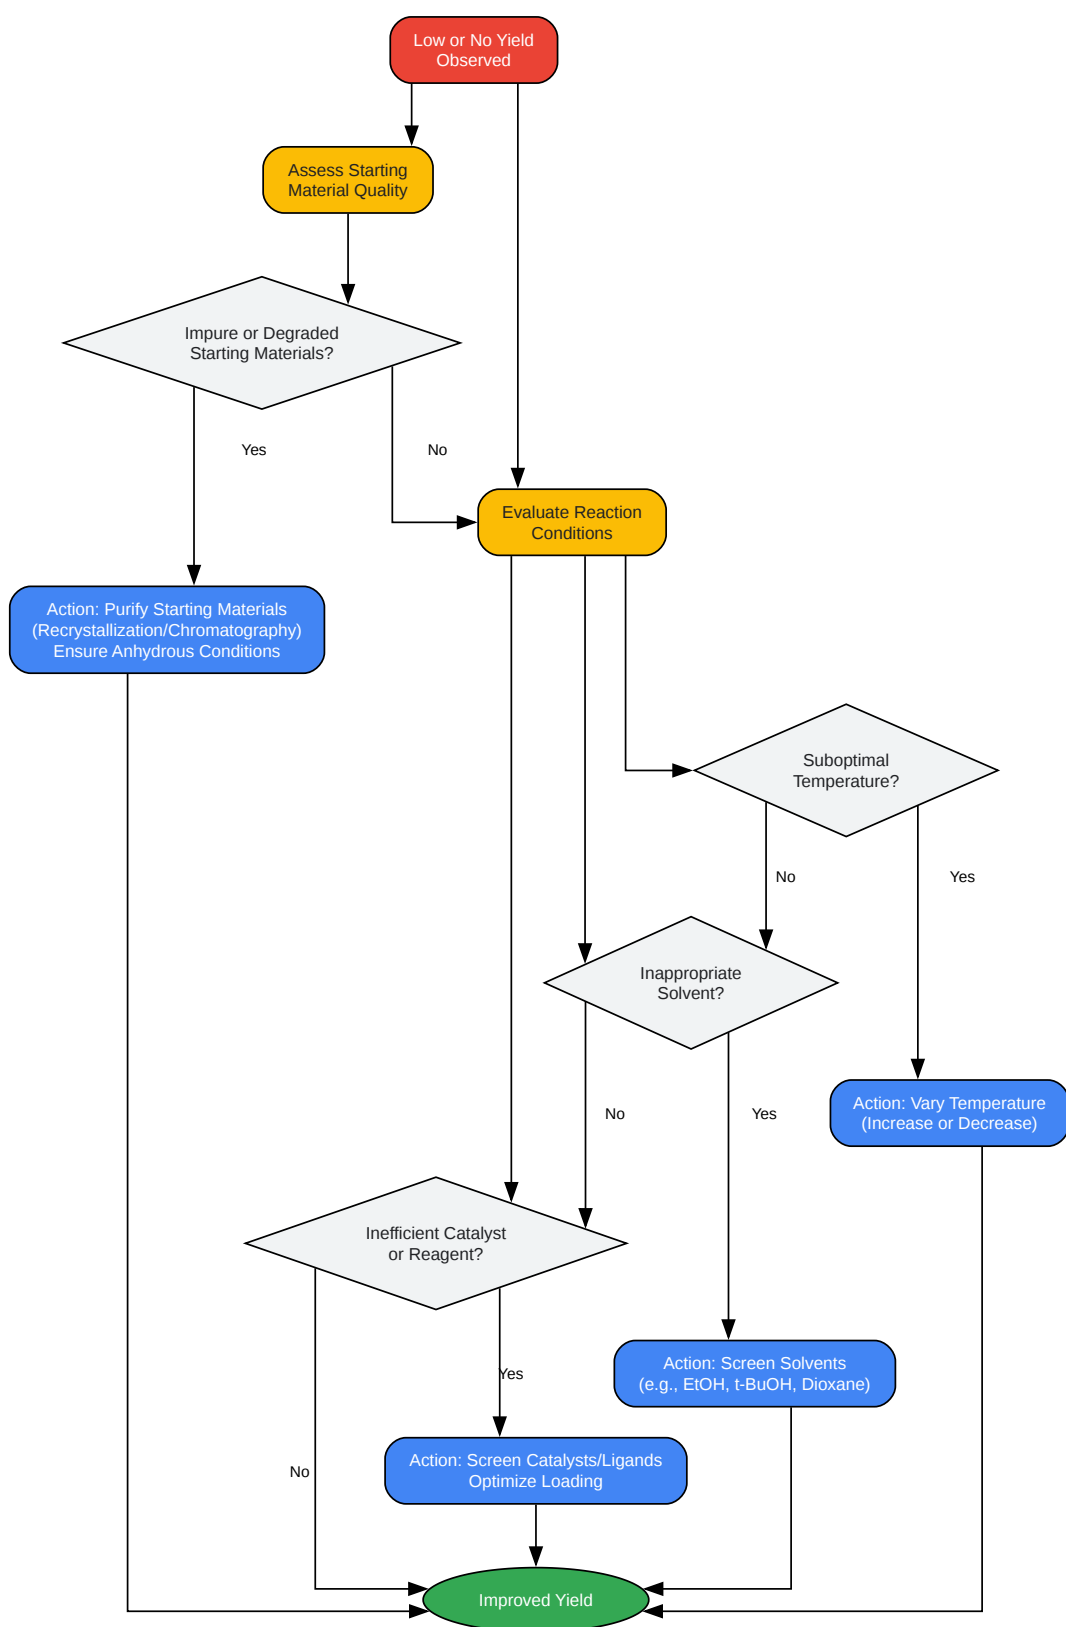 Low or No Yield
Observed
Assess Starting
Material Quality
Impure or Degraded
Starting Materials?
Yes
No
Evaluate Reaction
Conditions
Action: Purify Starting Materials
(Recrystallization/Chromatography)
Ensure Anhydrous Conditions
Suboptimal
Temperature?
No
Yes
Inappropriate
Solvent?
Action: Vary Temperature
(Increase or Decrease)
No
Yes
Inefficient Catalyst
or Reagent?
Action: Screen Solvents
(e.g., EtOH, t-BuOH, Dioxane)
Yes
No
Action: Screen Catalysts/Ligands
Optimize Loading
Improved Yield